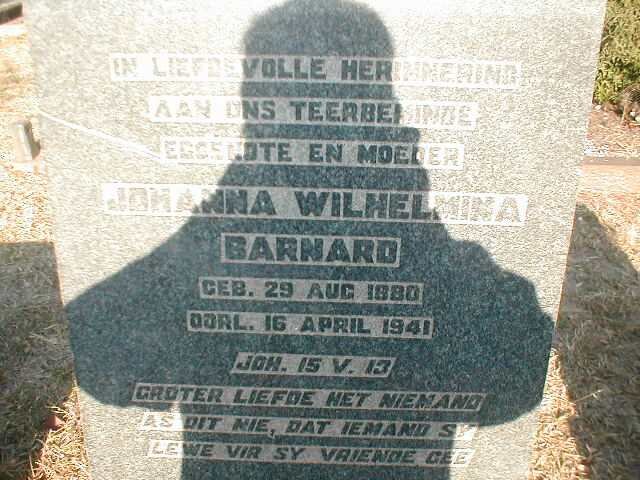 IN LIEFDEVOLLE HERINNERING
AAN ONS TEERBEMINDE
EGGENOTE EN MOEDER
JOHANNA WILHELMINA
BARNARD
GEB. 29 AUG 1880
OORL. 16 APRIL 1941
JOH. 15 V. 13
GROTER LIEFDE HET NIEMAND
AS DIT NIE, DAT IEMAND SY
LEWE VIR SY VRIENDE GEE